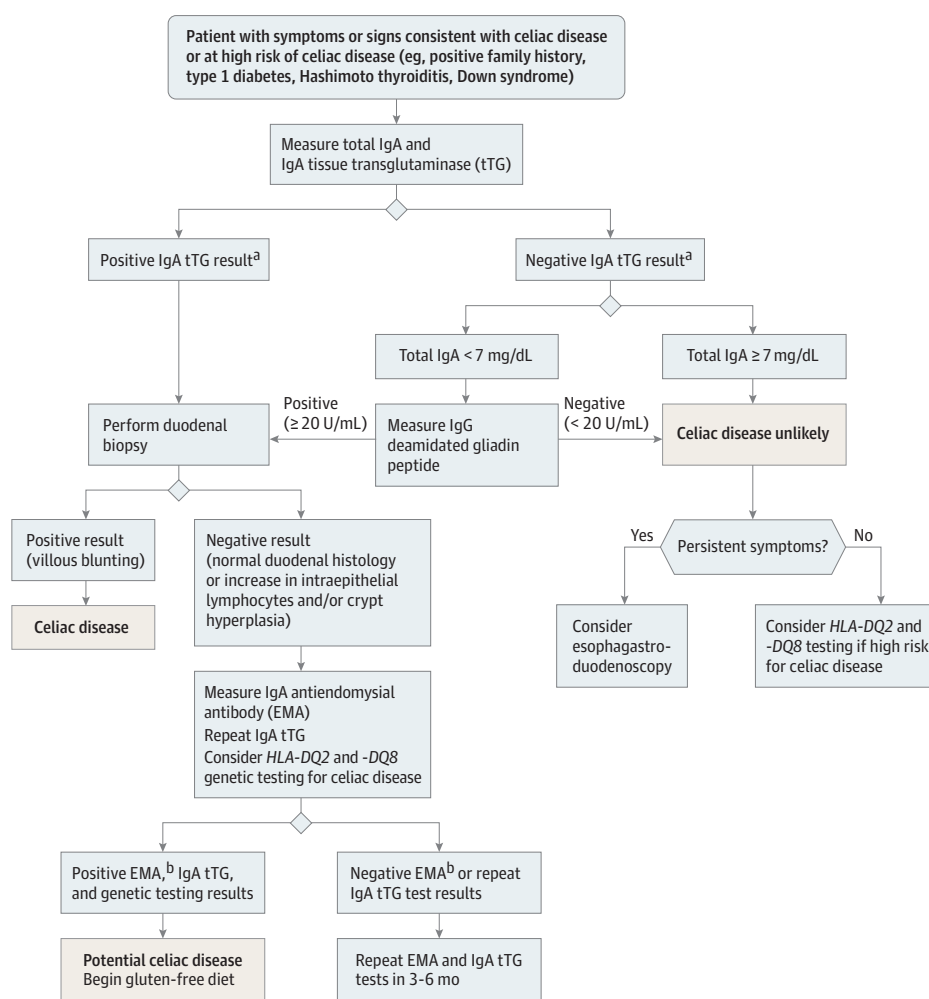 Patient with symptoms or signs consistent with celiac disease
or at high risk of celiac disease (eg, positive family history,
type 1 diabetes, Hashimoto thyroiditis, Down syndrome)
Measure total IgA and
IgA tissue transglutaminase (tTG)
Positive IgA tTG resultᵃ
Negative IgA tTG resultᵃ
Total IgA < 7 mg/dL
Total IgA ≥ 7 mg/dL
Perform duodenal
biopsy
Positive
(≥ 20 U/mL)
Measure IgG
deamidated gliadin
peptide
Negative
(< 20 U/mL)
Celiac disease unlikely
Positive result
(villous blunting)
Negative result
(normal duodenal histology
or increase in intraepithelial
lymphocytes and/or crypt
hyperplasia)
Yes
Persistent symptoms?
No
Celiac disease
Consider
esophagastro-
duodenoscopy
Consider HLA-DQ2 and
-DQ8 testing if high risk
for celiac disease
Measure IgA antiendomysial
antibody (EMA)
Repeat IgA tTG
Consider HLA-DQ2 and -DQ8
genetic testing for celiac disease
Positive EMA,ᵇ IgA tTG,
and genetic testing results
Negative EMAᵇ or repeat
IgA tTG test results
Potential celiac disease
Begin gluten-free diet
Repeat EMA and IgA tTG
tests in 3-6 mo